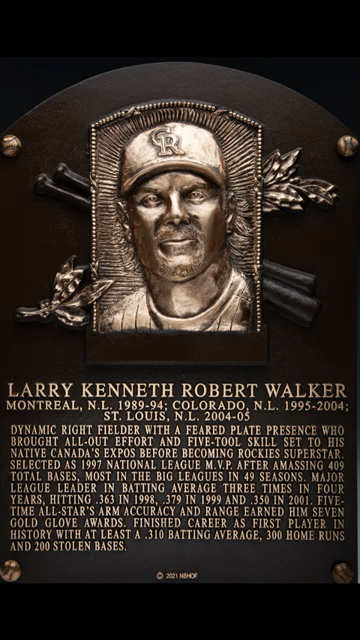 CR
LARRY KENNETH ROBERT WALKER
MONTREAL, N.L. 1989-94; COLORADO, N.L. 1995-2004;
ST. LOUIS, N.L. 2004-05
DYNAMIC RIGHT FIELDER WITH A FEARED PLATE PRESENCE WHO
BROUGHT ALL-OUT EFFORT AND FIVE-TOOL SKILL SET TO HIS
NATIVE CANADA'S EXPOS BEFORE BECOMING ROCKIES SUPERSTAR.
SELECTED AS 1997 NATIONAL LEAGUE M.V.P. AFTER AMASSING 409
TOTAL BASES, MOST IN THE BIG LEAGUES IN 49 SEASONS. MAJOR
LEAGUE LEADER IN BATTING AVERAGE THREE TIMES IN FOUR
YEARS, HITTING .363 IN 1998, .379 IN 1999 AND .350 IN 2001. FIVE-
TIME ALL-STAR'S ARM ACCURACY AND RANGE EARNED HIM SEVEN
GOLD GLOVE AWARDS. FINISHED CAREER AS FIRST PLAYER IN
HISTORY WITH AT LEAST A .310 BATTING AVERAGE, 300 HOME RUNS
AND 200 STOLEN BASES.
© 2021 NBHOF